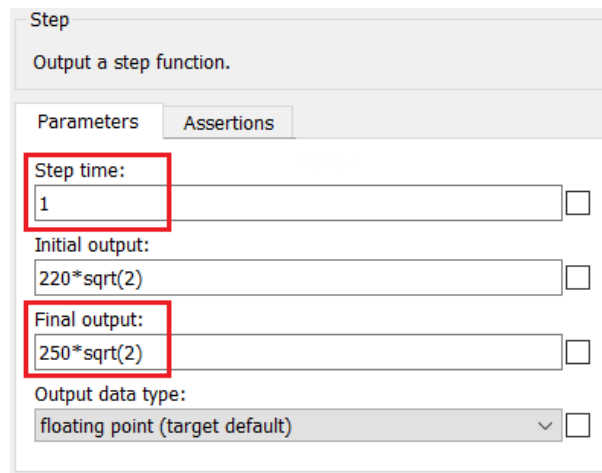 Step
Output a step function.
Parameters Assertions
Step time:
1
Initial output:
220*sqrt(2)
Final output:
250*sqrt(2)
Output data type:
floating point (target default)